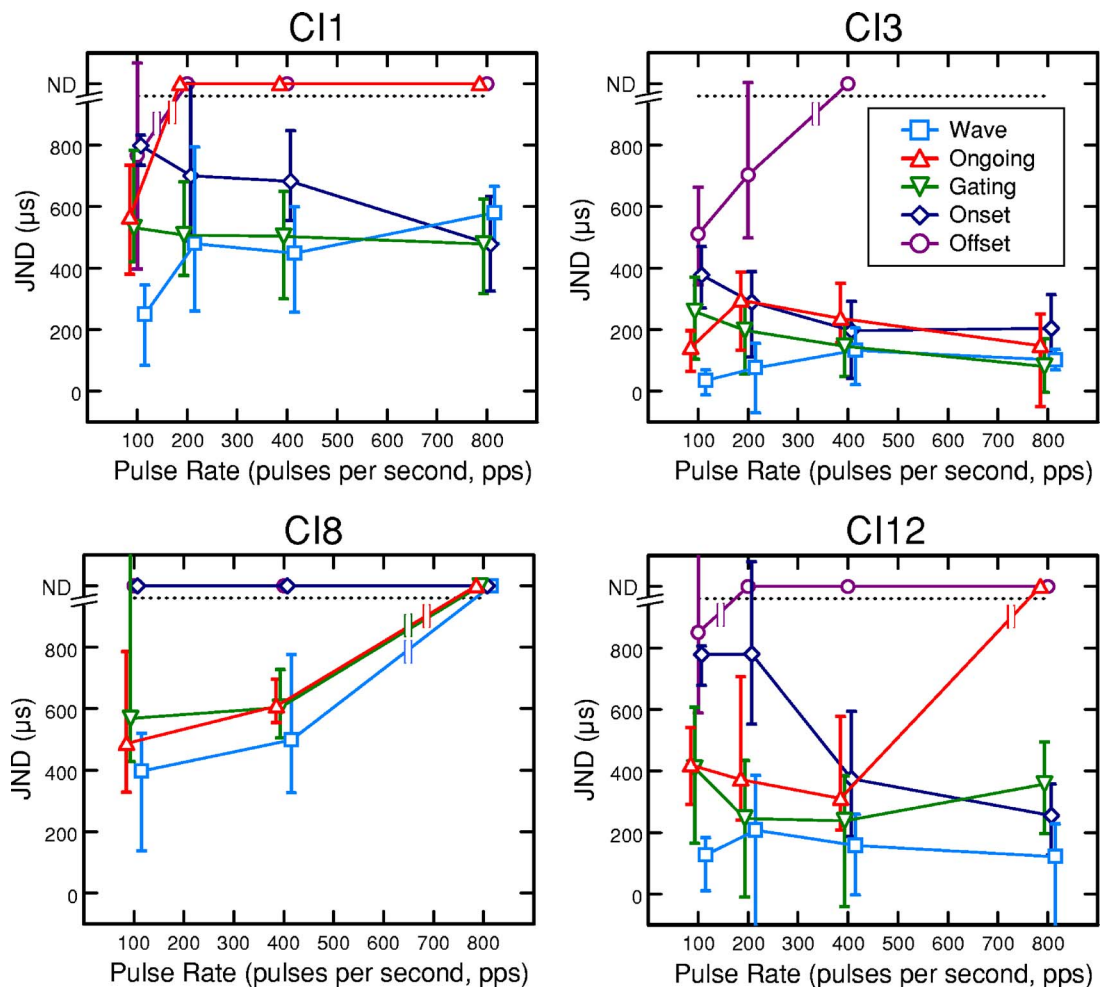 CI1
ND
800
600
400
200
0
JND (μs)
100 200 300 400 500 600 700 800
Pulse Rate (pulses per second, pps)
CI3
ND
800
600
400
200
0
JND (μs)
Wave
Ongoing
Gating
Onset
Offset
100 200 300 400 500 600 700 800
Pulse Rate (pulses per second, pps)
CI8
ND
800
600
400
200
0
JND (μs)
100 200 300 400 500 600 700 800
Pulse Rate (pulses per second, pps)
CI12
ND
800
600
400
200
0
JND (μs)
100 200 300 400 500 600 700 800
Pulse Rate (pulses per second, pps)